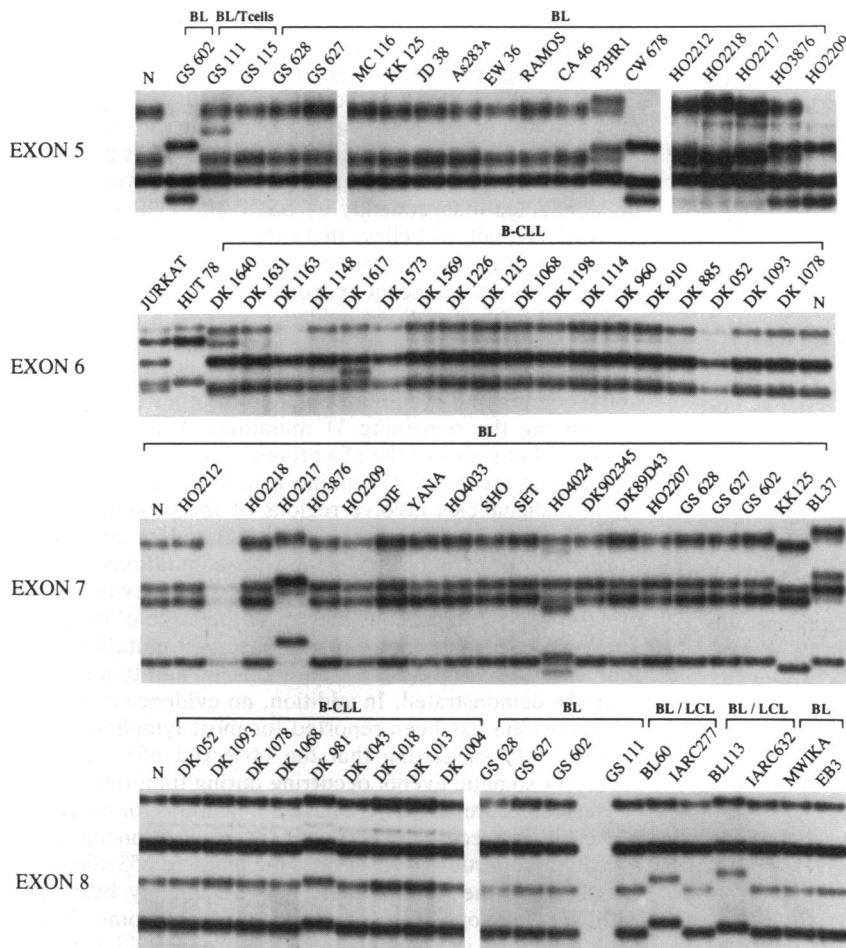 BL BL/Tcells BL
N GS 602 GS 111 GS 115 GS 628 GS 627 MC 116 KK 125 JD 38 As283A EW 36 RAMOS CA 46 P3HR1 CW 678 HO2212 HO2218 HO2217 HO3876 HO2209
EXON 5
B-CLL
JURKAT HUT 78 DK 1640 DK 1631 DK 1163 DK 1148 DK 1617 DK 1573 DK 1569 DK 1226 DK 1215 DK 1068 DK 1198 DK 1114 DK 960 DK 910 DK 885 DK 052 DK 1093 DK 1078 N
EXON 6
BL
N HO2212 HO2218 HO2217 HO3876 HO2209 DIF YANA HO4033 SHO SET HO4024 DK902345 DK89D43 HO2207 GS 628 GS 627 GS 602 KK125 BL37
EXON 7
B-CLL BL BL / LCL BL / LCL BL
N DK 052 DK 1093 DK 1078 DK 1068 DK 981 DK 1043 DK 1016 DK 1017 DK 1004 GS 628 GS 627 GS 602 GS 111 BL60 IARC277 BL113 IARC632 MWIKA EB3
EXON 8